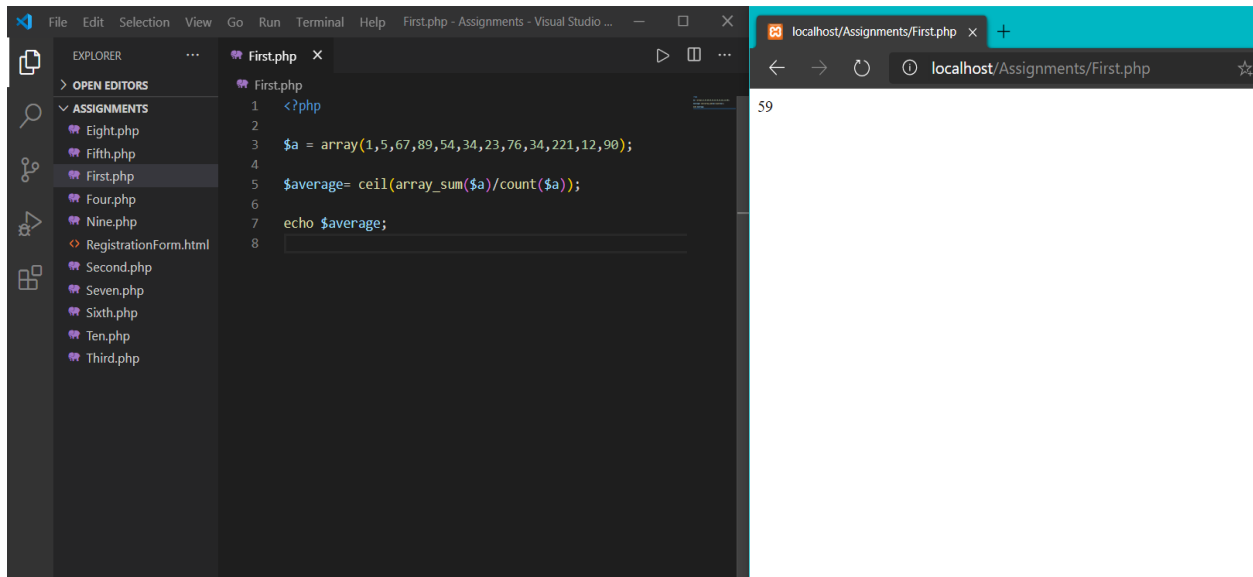 File Edit Selection View Go Run Terminal Help First.php - Assignments - Visual Studio ...
EXPLORER ...
OPEN EDITORS
ASSIGNMENTS
Eight.php
Fifth.php
First.php
Four.php
Nine.php
RegistrationForm.html
Second.php
Seven.php
Sixth.php
Ten.php
Third.php
First.php
First.php
1 <?php
2
3 $a = array(1,5,67,89,54,34,23,76,34,221,12,90);
4
5 $average= ceil(array_sum($a)/count($a));
6
7 echo $average;
8
localhost/Assignments/First.php
localhost/Assignments/First.php
59